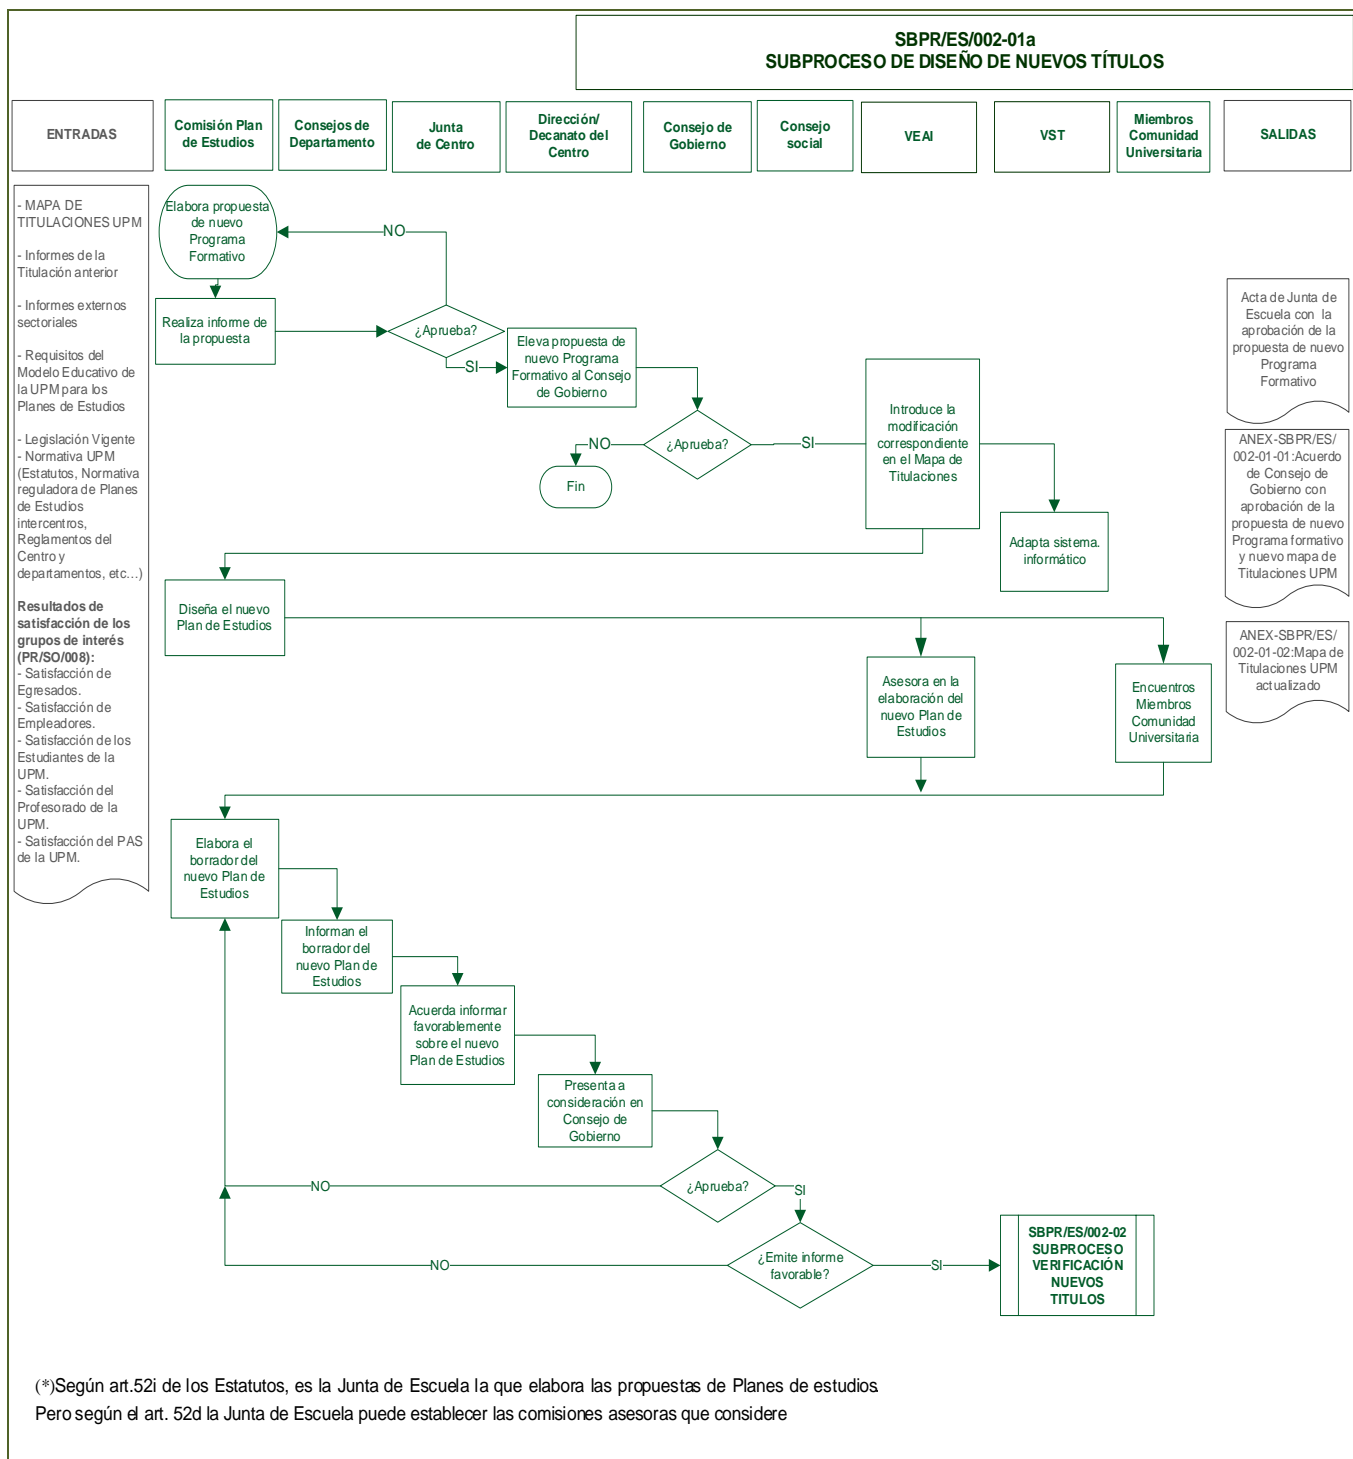 SBPR/ES/002-01a
SUBPROCESO DE DISEÑO DE NUEVOS TÍTULOS
ENTRADAS
Comisión Plan
de Estudios
Consejos de
Departamento
Junta
de Centro
Dirección/
Decanato del
Centro
Consejo de
Gobierno
Consejo
social
VEAI
VST
Miembros
Comunidad
Universitaria
SALIDAS
- MAPA DE
TITULACIONES UPM
- Informes de la
Titulación anterior
- Informes externos
sectoriales
- Requisitos del
Modelo Educativo de
la UPM para los
Planes de Estudios
- Legislación Vigente
- Normativa UPM
(Estatutos, Normativa
reguladora de Planes
de Estudios
intercentros,
Reglamentos del
Centro y
departamentos, etc...)
Resultados de
satisfacción de los
grupos de interés
(PR/SO/008):
- Satisfacción de
Egresados.
- Satisfacción de
Empleadores.
- Satisfacción de los
Estudiantes de la
UPM.
- Satisfacción del
Profesorado de la
UPM.
- Satisfacción del PAS
de la UPM.
Elabora propuesta
de nuevo
Programa
Formativo
NO
Realiza informe de
la propuesta
¿Aprueba?
SI
Eleva propuesta de
nuevo Programa
Formativo al Consejo
de Gobierno
¿Aprueba?
NO
Fin
SI
Introduce la
modificación
correspondiente
en el Mapa de
Titulaciones
Adapta sistema.
informático
Acta de Junta de
Escuela con la
aprobación de la
propuesta de nuevo
Programa
Formativo
ANEX-SBPR/ES/
002-01-01:Acuerdo
de Consejo de
Gobierno con
aprobación de la
propuesta de nuevo
Programa formativo
y nuevo mapa de
Titulaciones UPM
ANEX-SBPR/ES/
002-01-02:Mapa de
Titulaciones UPM
actualizado
Diseña el nuevo
Plan de Estudios
Asesora en la
elaboración del
nuevo Plan de
Estudios
Encuentros
Miembros
Comunidad
Universitaria
Elabora el
borrador del
nuevo Plan de
Estudios
Informan el
borrador del
nuevo Plan de
Estudios
Acuerda informar
favorablemente
sobre el nuevo
Plan de Estudios
Presenta a
consideración en
Consejo de
Gobierno
¿Aprueba?
NO
SI
¿Emite informe
favorable?
NO
SI
SBPR/ES/002-02
SUBPROCESO
VERIFICACIÓN
NUEVOS
TITULOS
(*)Según art.52i de los Estatutos, es la Junta de Escuela la que elabora las propuestas de Planes de estudios.
Pero según el art. 52d la Junta de Escuela puede establecer las comisiones asesoras que considere